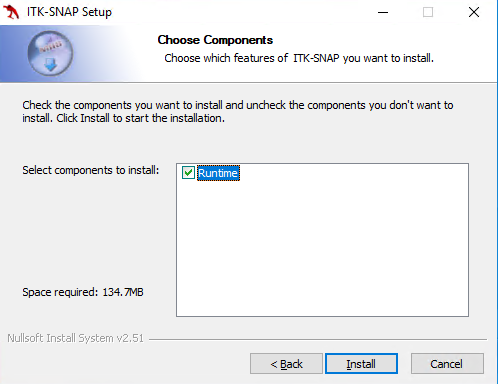 ITK-SNAP Setup
Choose Components
Choose which features of ITK-SNAP you want to install.
Check the components you want to install and uncheck the components you don't want to
install. Click Install to start the installation.
Select components to install:
Runtime
Space required: 134.7MB
Nullsoft Install System v2.51
< Back
Install
Cancel